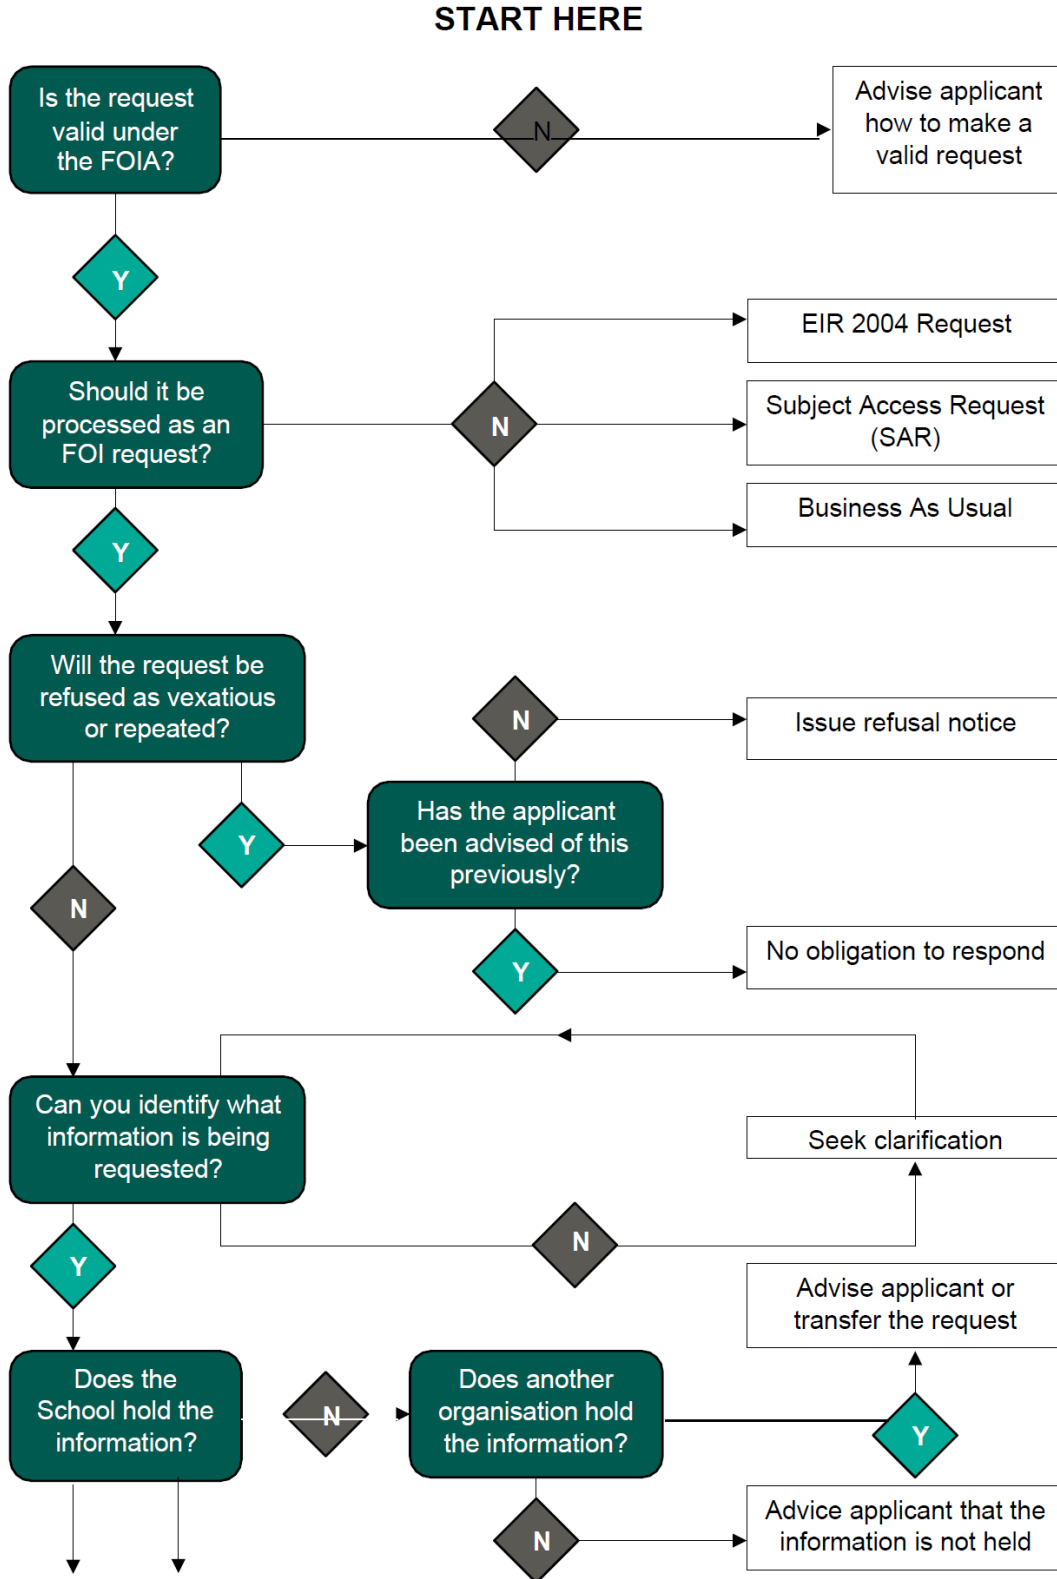 START HERE
Is the request
valid under
the FOIA?
N
Advise applicant
how to make a
valid request
Y
EIR 2004 Request
Should it be
processed as an
FOI request?
N
Subject Access Request
(SAR)
Business As Usual
Y
Will the request be
refused as vexatious
or repeated?
N
Issue refusal notice
Y
Has the applicant
been advised of this
previously?
N
Y
No obligation to respond
Can you identify what
information is being
requested?
Seek clarification
N
Y
Advise applicant or
transfer the request
Does the
School hold the
information?
N
Does another
organisation hold
the information?
Y
N
Advice applicant that the
information is not held